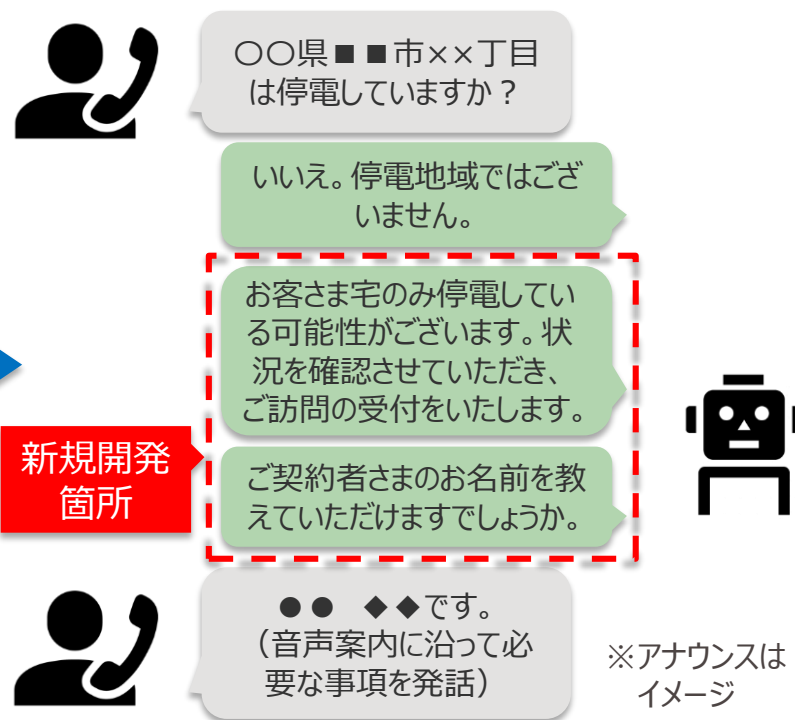 〇〇県■■市××丁目
は停電していますか？
いいえ。停電地域ではござ
いません。
お客さま宅のみ停電してい
る可能性がございます。状
況を確認させていただき、
ご訪問の受付をいたします。
新規開発
箇所
ご契約者さまのお名前を教
えていただけますでしょうか。
●● ◆◆です。
（音声案内に沿って必
要な事項を発話）
※アナウンスは
イメージ